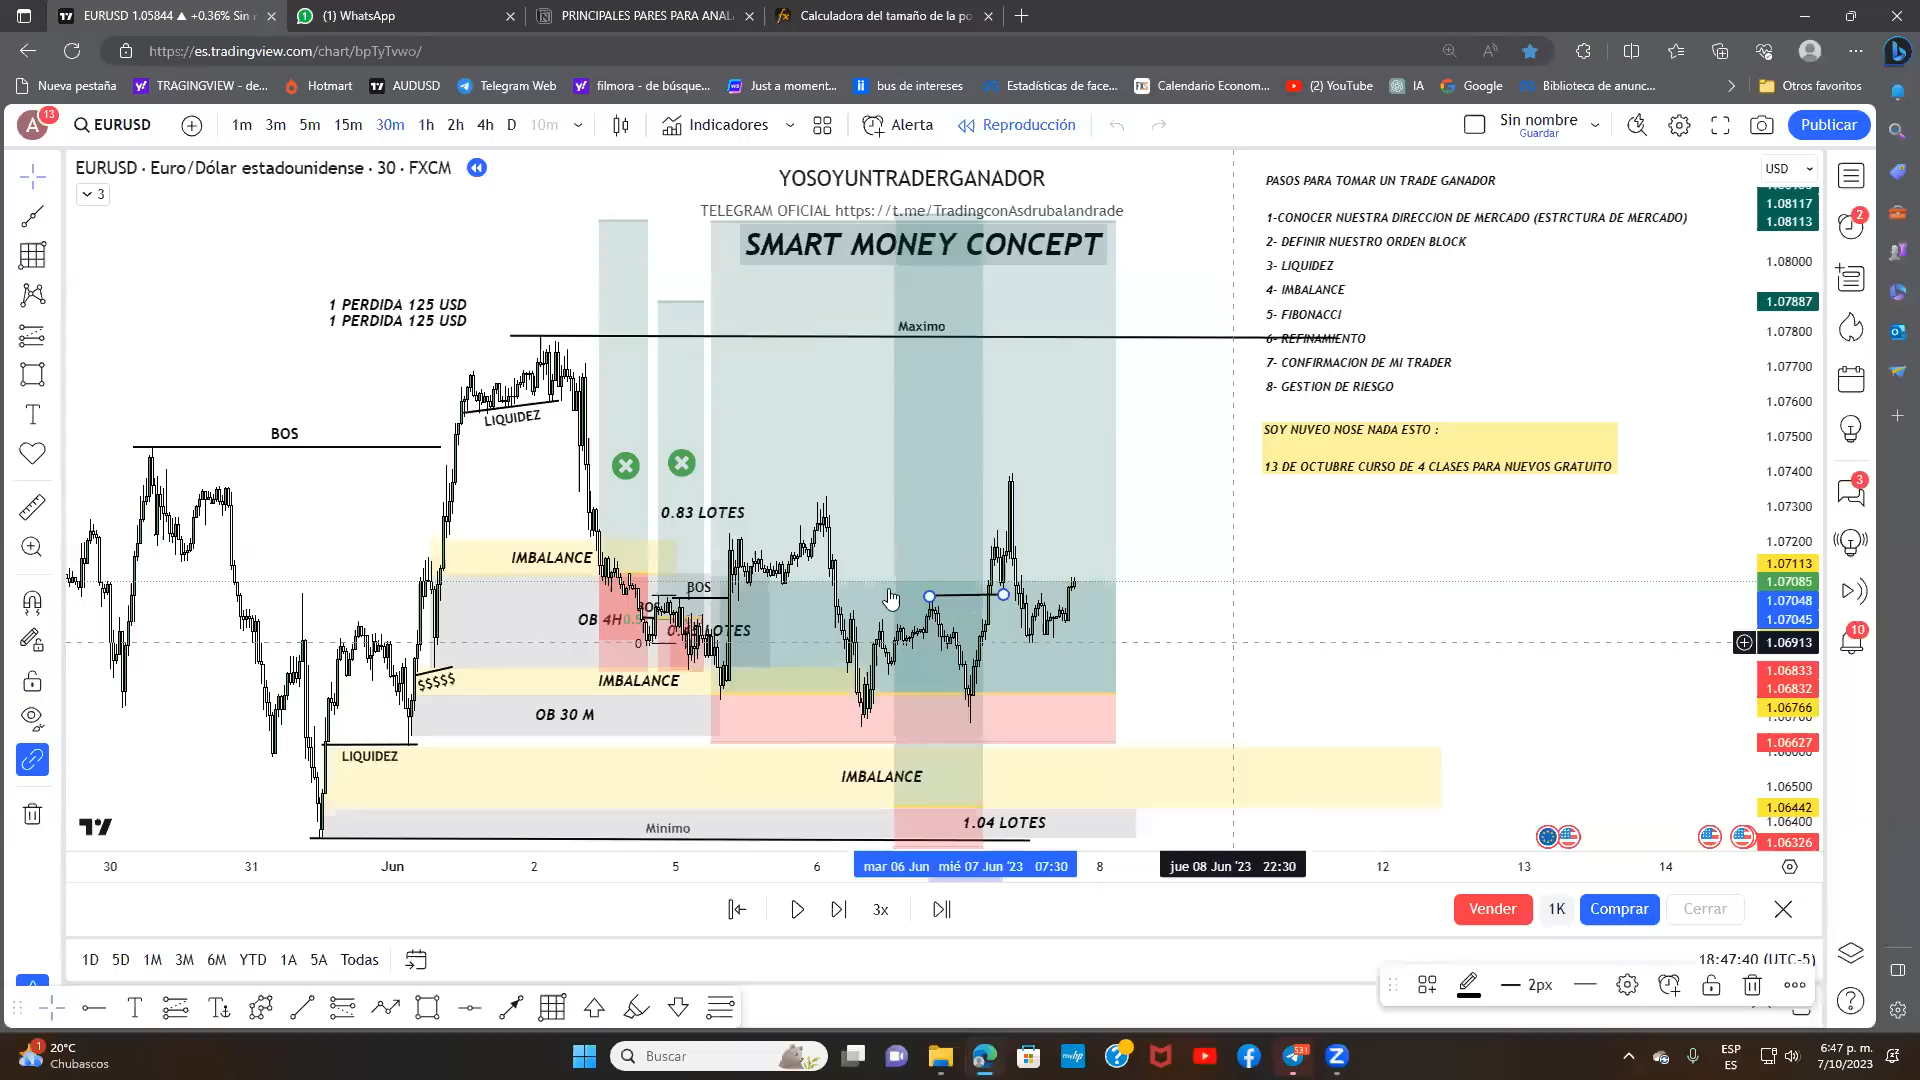 EURUSD 1.05844 ▲ +0.36% Sin
(1) WhatsApp
PRINCIPALES PARES PARA ANAL
Calculadora del tamaño de la po
https://es.tradingview.com/chart/bpTyTvwo/
Nueva pestaña
TRAGINGVIEW - de...
Hotmart
AUDUSD
Telegram Web
filmora - de búsque...
Just a moment...
bus de intereses
Estadísticas de face...
Calendario Econom...
(2) YouTube
IA
Google
Biblioteca de anunc...
Otros favoritos
A 13
EURUSD
1m 3m 5m 15m 30m 1h 2h 4h D 10m
Indicadores
Alerta
Reproducción
Sin nombre
Guardar
Publicar
EURUSD · Euro/Dólar estadounidense · 30 · FXCM
3
YOSOYUNTRADERGANADOR
TELEGRAM OFICIAL https://t.me/TradingconAsdrubalandrade
SMART MONEY CONCEPT
PASOS PARA TOMAR UN TRADE GANADOR
1-CONOCER NUESTRA DIRECCION DE MERCADO (ESTRCTURA DE MERCADO)
2- DEFINIR NUESTRO ORDEN BLOCK
3- LIQUIDEZ
4- IMBALANCE
5- FIBONACCI
6- REFINAMIENTO
7- CONFIRMACION DE MI TRADER
8- GESTION DE RIESGO
SOY NUVEO NOSE NADA ESTO :
13 DE OCTUBRE CURSO DE 4 CLASES PARA NUEVOS GRATUITO
1 PERDIDA 125 USD
1 PERDIDA 125 USD
Maximo
LIQUIDEZ
BOS
0.83 LOTES
IMBALANCE
BOS
OB 4H
0
LOTES
$$$$$
IMBALANCE
OB 30 M
LIQUIDEZ
IMBALANCE
1.04 LOTES
Minimo
USD
1.08117
1.08113
1.08000
1.07887
1.07800
1.07700
1.07600
1.07500
1.07400
1.07300
1.07200
1.07113
1.07085
1.07048
1.07045
1.06913
1.06833
1.06832
1.06766
1.06627
1.06500
1.06442
1.06400
1.06326
30 31 Jun 2 5 6 mar 06 Jun mié 07 Jun '23 07:30 8 jue 08 Jun '23 22:30 12 13 14
3x
Vender
1K
Comprar
Cerrar
1D 5D 1M 3M 6M YTD 1A 5A Todas
18:47:40 (UTC-5)
2px
2
3
10
20°C
Chubascos
Buscar
ESP
ES
6:47 p. m.
7/10/2023